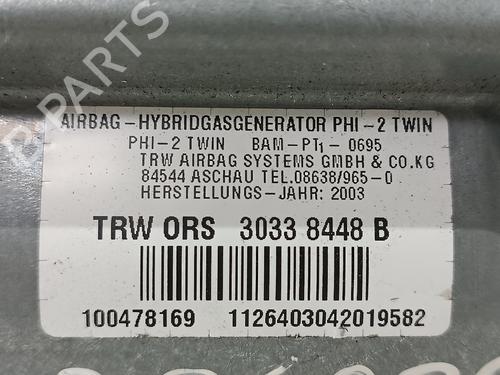 B-PARTS
AIRBAG-HYBRIDGASGENERATOR PHI-2 TWIN
PHI-2 TWIN BAM-PT1-0695
TRW AIRBAG SYSTEMS GMBH & CO.KG
84544 ASCHAU TEL.08638/965-0
HERSTELLUNGS-JAHR: 2003
TRW ORS 3033 8448 B
100478169 1126403042019582